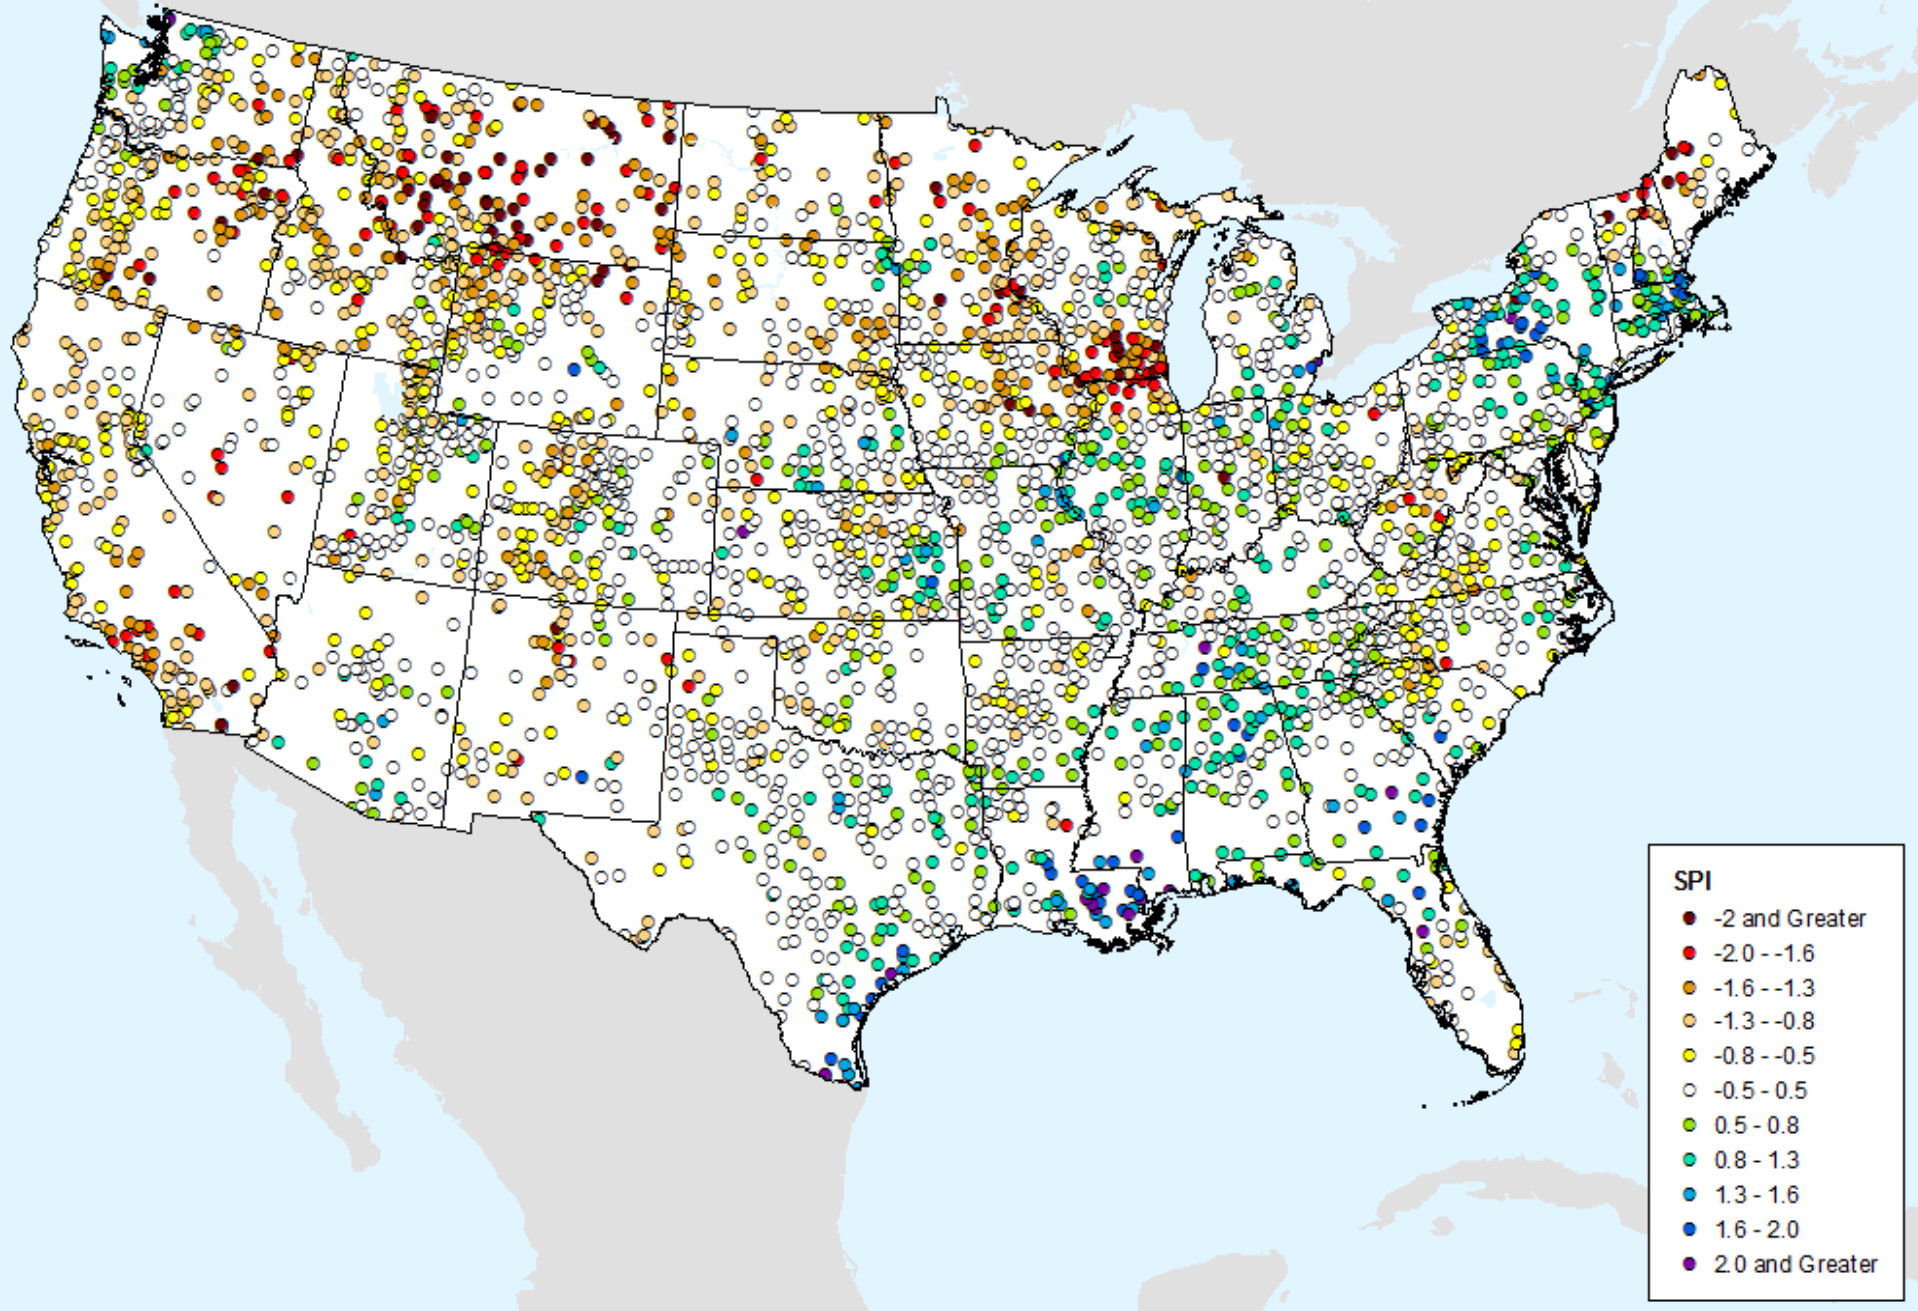 SPI
-2 and Greater
-2.0 - -1.6
-1.6 - -1.3
-1.3 - -0.8
-0.8 - -0.5
-0.5 - 0.5
0.5 - 0.8
0.8 - 1.3
1.3 - 1.6
1.6 - 2.0
2.0 and Greater